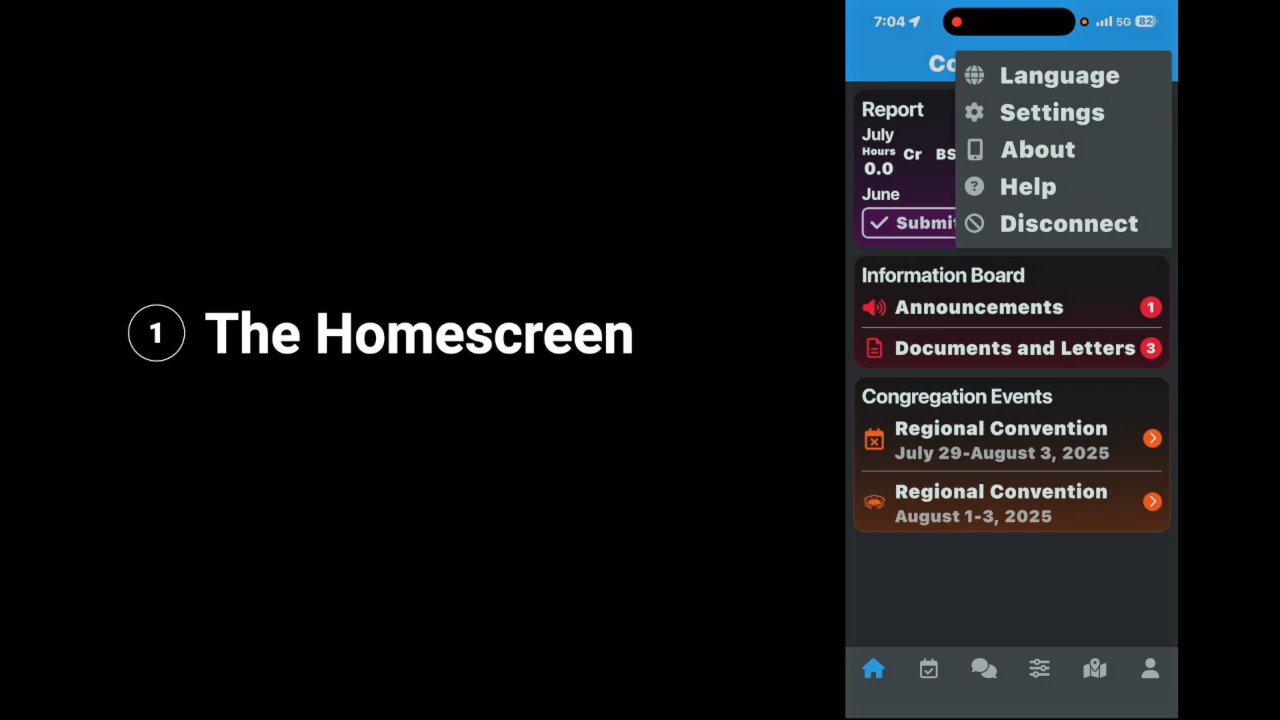 1 The Homescreen
7:04 5G 82
Co
Language
Settings
About
Help
Disconnect
Report
July
Hours Cr BS
0.0
June
Submit
Information Board
Announcements 1
Documents and Letters 3
Congregation Events
Regional Convention
July 29-August 3, 2025
Regional Convention
August 1-3, 2025